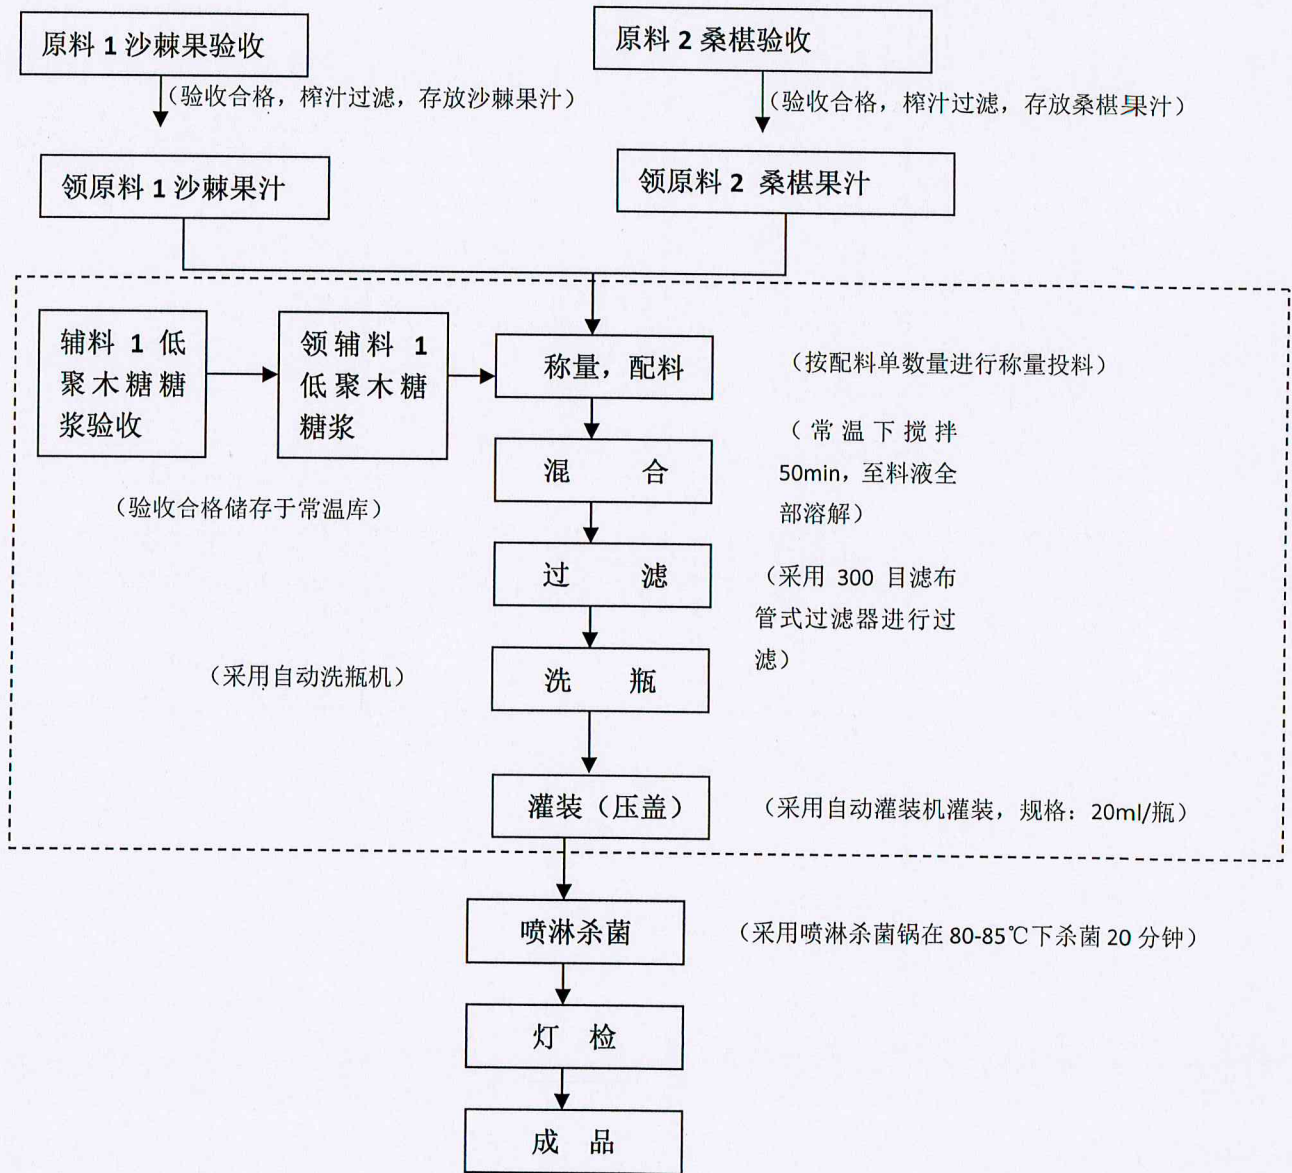 原料 1 沙棘果验收
原料 2 桑椹验收
(验收合格，榨汁过滤，存放沙棘果汁）
(验收合格，榨汁过滤，存放桑椹果汁）
领原料 1 沙棘果汁
领原料 2 桑椹果汁
辅料 1 低
聚木糖糖
浆验收
领辅料 1
低聚木糖
糖浆
（验收合格储存于常温库）
称量，配料
（按配料单数量进行称量投料）
混 合
（常温下搅拌
50min，至料液全
部溶解）
过 滤
（采用 300 目滤布
管式过滤器进行过
滤）
（采用自动洗瓶机）
洗 瓶
灌装（压盖）
（采用自动灌装机灌装，规格：20ml/瓶）
喷淋杀菌
（采用喷淋杀菌锅在 80-85℃下杀菌 20 分钟）
灯 检
成 品